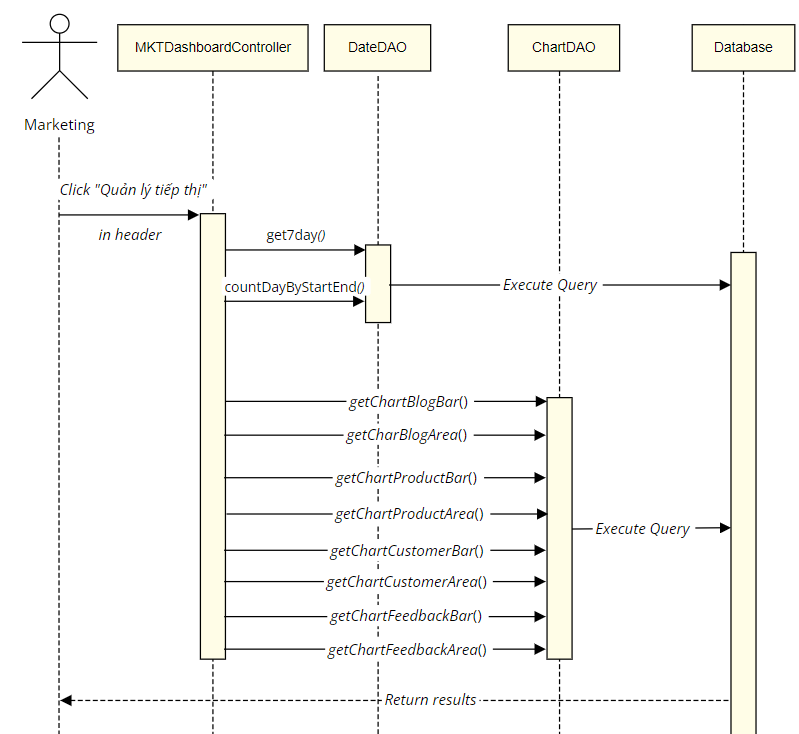 MKTDashboardController
DateDAO
ChartDAO
Database
Marketing
Click "Quản lý tiếp thị"
in header
get7day()
countDayByStartEnd()
Execute Query
getChartBlogBar()
getCharBlogArea()
getChartProductBar()
getChartProductArea()
Execute Query
getChartCustomerBar()
getChartCustomerArea()
getChartFeedbackBar()
getChartFeedbackArea()
Return results